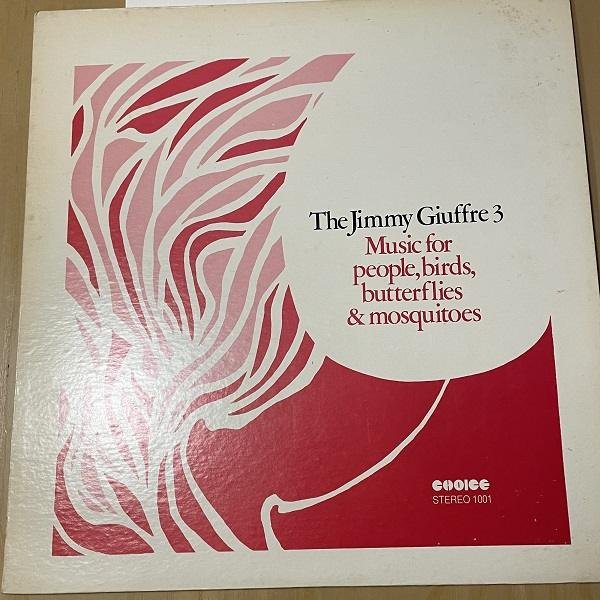 The Jimmy Giuffre 3
Music for
people, birds,
butterflies
& mosquitoes
CHOICE
STEREO 1001